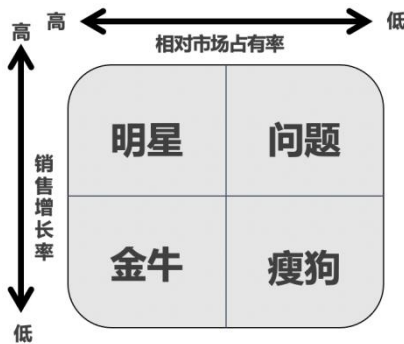 高 高 低
相对市场占有率
明星 问题
销售增长率
金牛 瘦狗
低